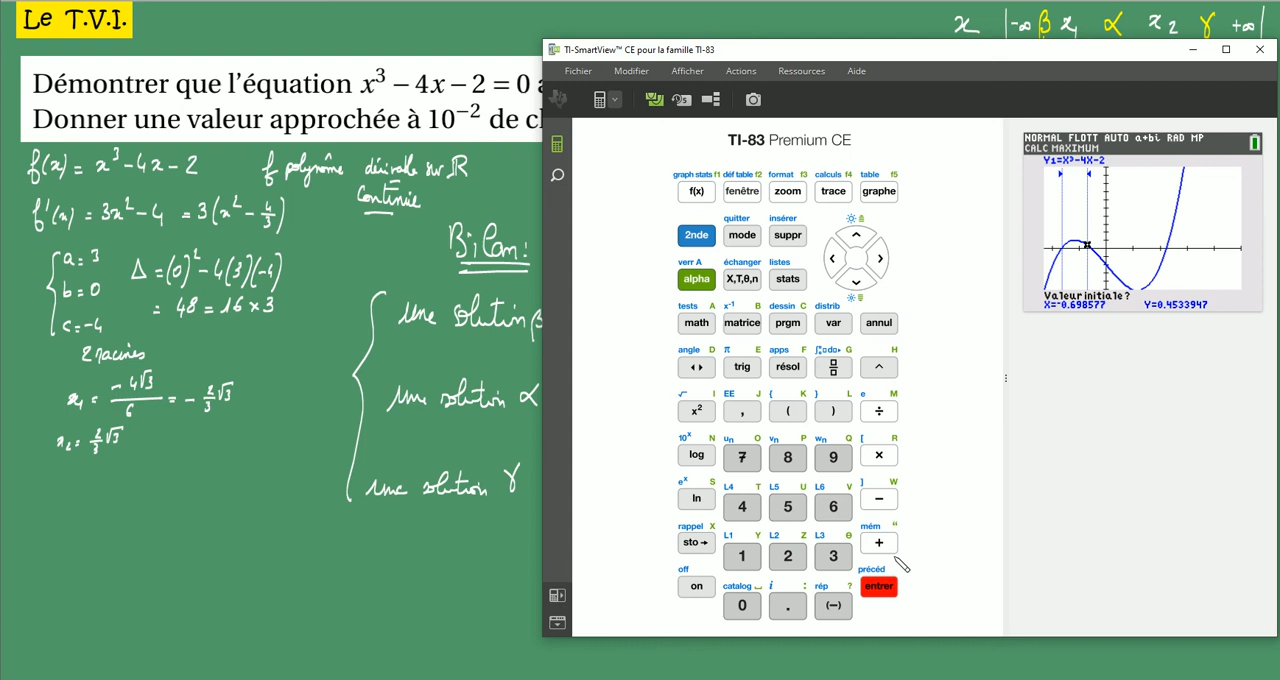 Le T.V.I.
x |-∞ β x₁ α x₂ γ +∞|
Démontrer que l'équation x³ − 4x − 2 = 0 a
Donner une valeur approchée à 10⁻² de cl
f(x) = x³ − 4x − 2 f polynôme dérivable sur ℝ
continue
f'(x) = 3x² − 4 = 3(x² − 4/3)
a = 3
b = 0
c = −4
Δ = (0)² − 4(3)(−4)
= 48 = 16 × 3
2 racines
x₁ = −4√3/6 = −2/3 √3
x₂ = 2/3 √3
Bilan :
une solution β
une solution α
une solution γ
TI-SmartView™ CE pour la famille TI-83
Fichier Modifier Afficher Actions Ressources Aide
TI-83 Premium CE
graph stats f1 déf table f2 format f3 calculs f4 table f5
f(x) fenêtre zoom trace graphe
quitter insérer
2nde mode suppr
verr A échanger listes
alpha X,T,θ,n stats
tests A x⁻¹ B dessin C distrib
math matrice prgm var annul
angle D π E apps F G H
trig résol ^
√ I EE J { K } L e M
x² , ( ) ÷
10ˣ N uₙ O vₙ P wₙ Q [ R
log 7 8 9 ×
eˣ S L4 T L5 U L6 V ] W
ln 4 5 6 −
rappel X L1 Y L2 Z L3 θ mém "
sto→ 1 2 3 +
off catalog i : rép ? précéd
on 0 . (−) entrer
NORMAL FLOTT AUTO a+bi RAD MP
CALC MAXIMUM
Y₁=X³-4X-2
Valeur initiale ?
X=-0.698577 Y=0.4533947